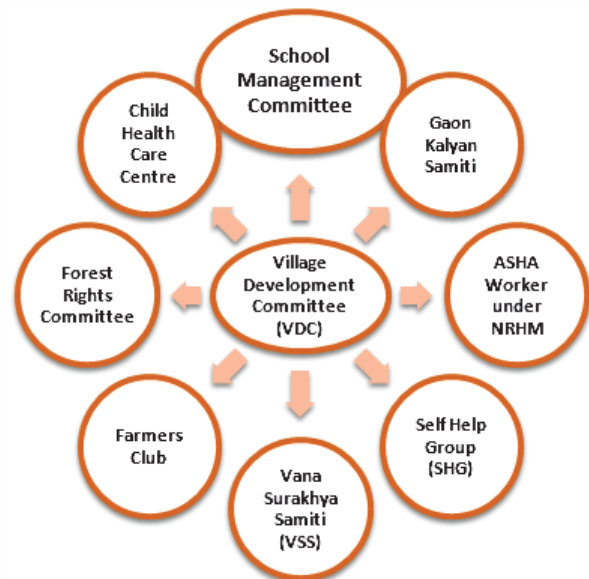 School
Management
Committee
Child
Health
Care
Centre
Gaon
Kalyan
Samiti
Forest
Rights
Committee
Village
Development
Committee
(VDC)
ASHA
Worker
under
NRHM
Farmers
Club
Vana
Surakhya
Samiti
(VSS)
Self Help
Group
(SHG)